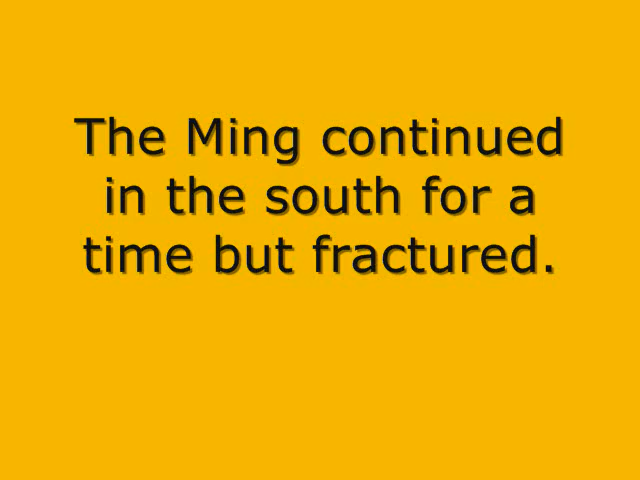 The Ming continued
in the south for a
time but fractured.